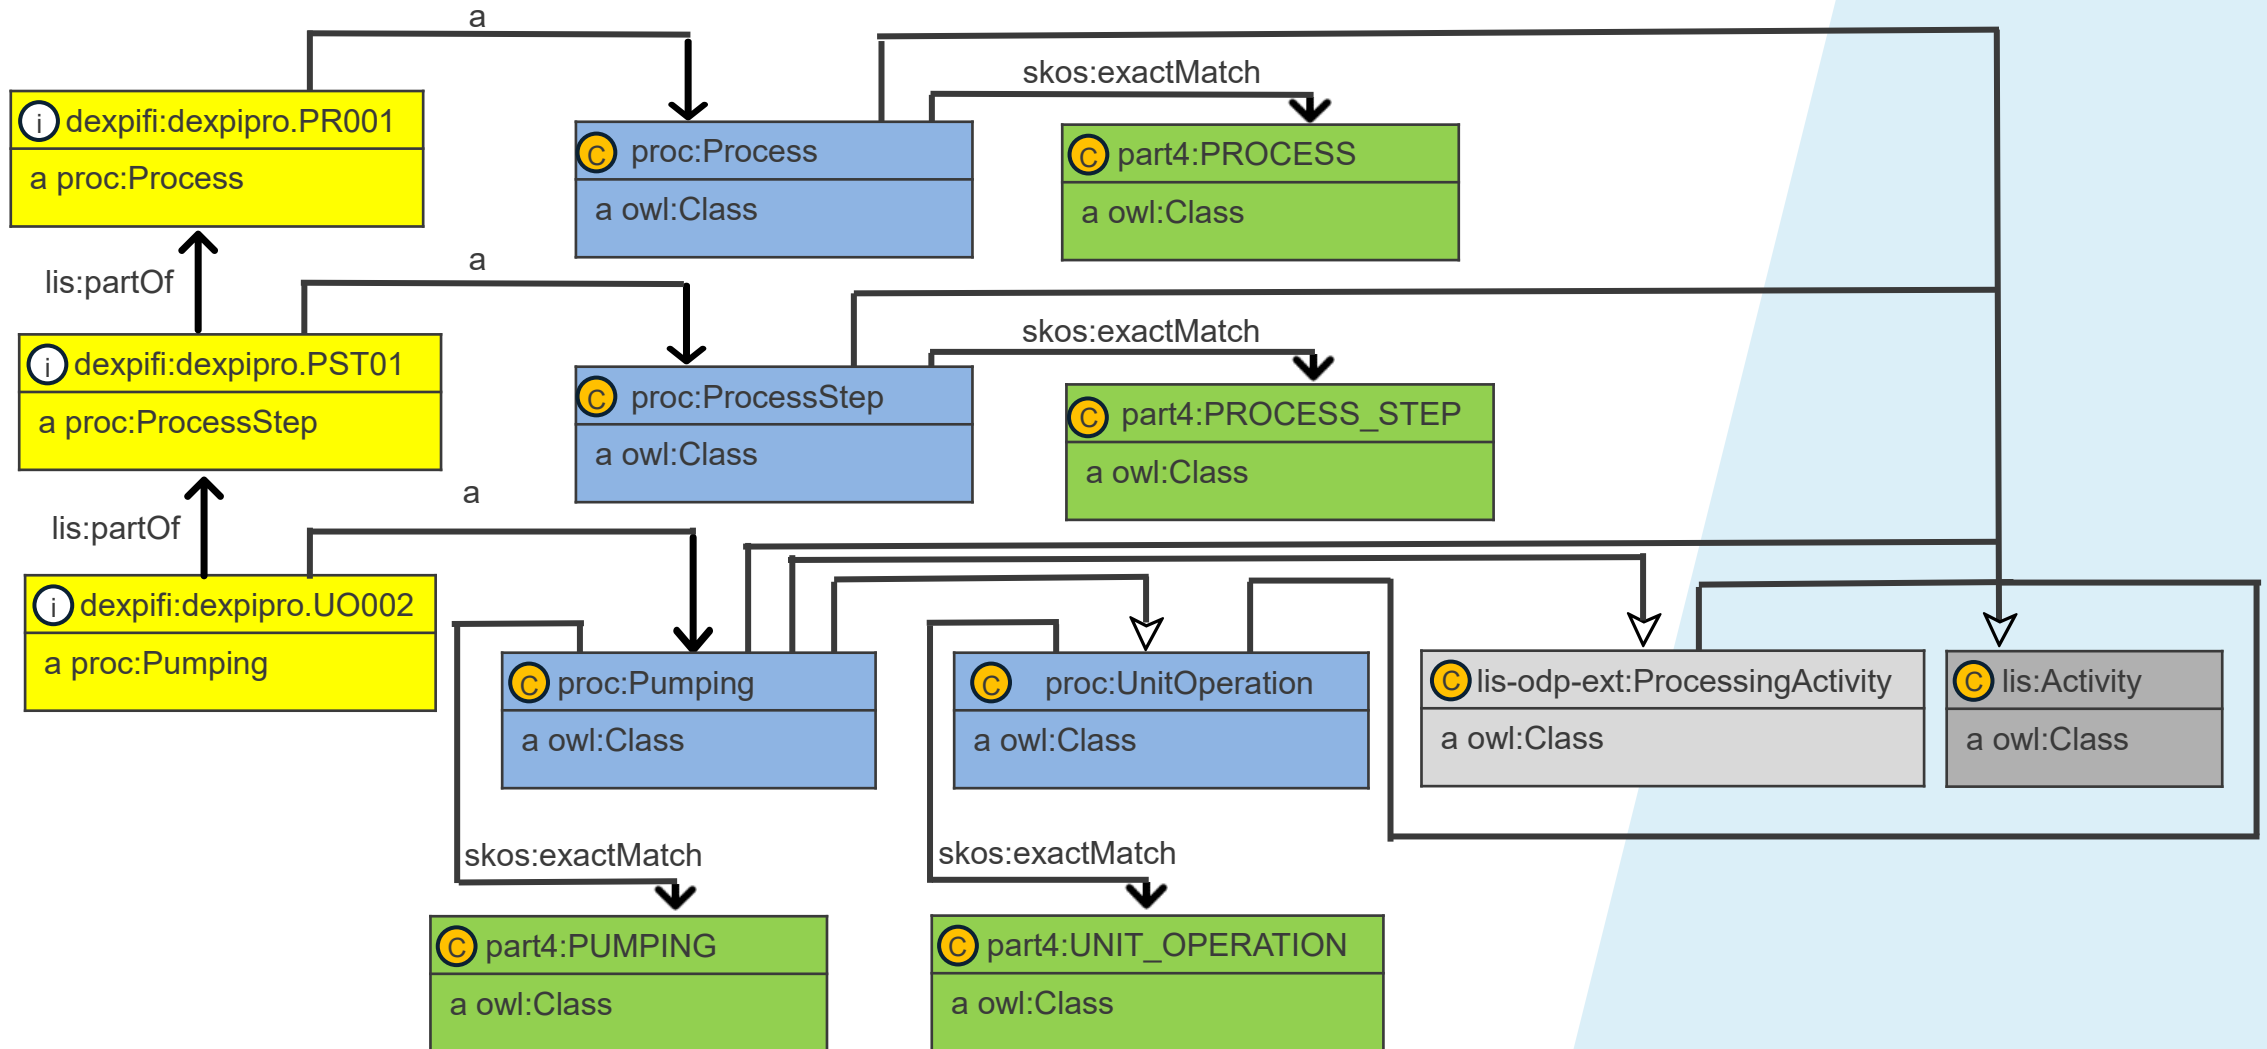 a
skos:exactMatch
i dexpifi:dexpipro.PR001
a proc:Process
C proc:Process
a owl:Class
C part4:PROCESS
a owl:Class
lis:partOf
a
skos:exactMatch
i dexpifi:dexpipro.PST01
a proc:ProcessStep
C proc:ProcessStep
a owl:Class
C part4:PROCESS_STEP
a owl:Class
lis:partOf
a
i dexpifi:dexpipro.UO002
a proc:Pumping
C proc:Pumping
a owl:Class
C proc:UnitOperation
a owl:Class
C lis-odp-ext:ProcessingActivity
a owl:Class
C lis:Activity
a owl:Class
skos:exactMatch
skos:exactMatch
C part4:PUMPING
a owl:Class
C part4:UNIT_OPERATION
a owl:Class